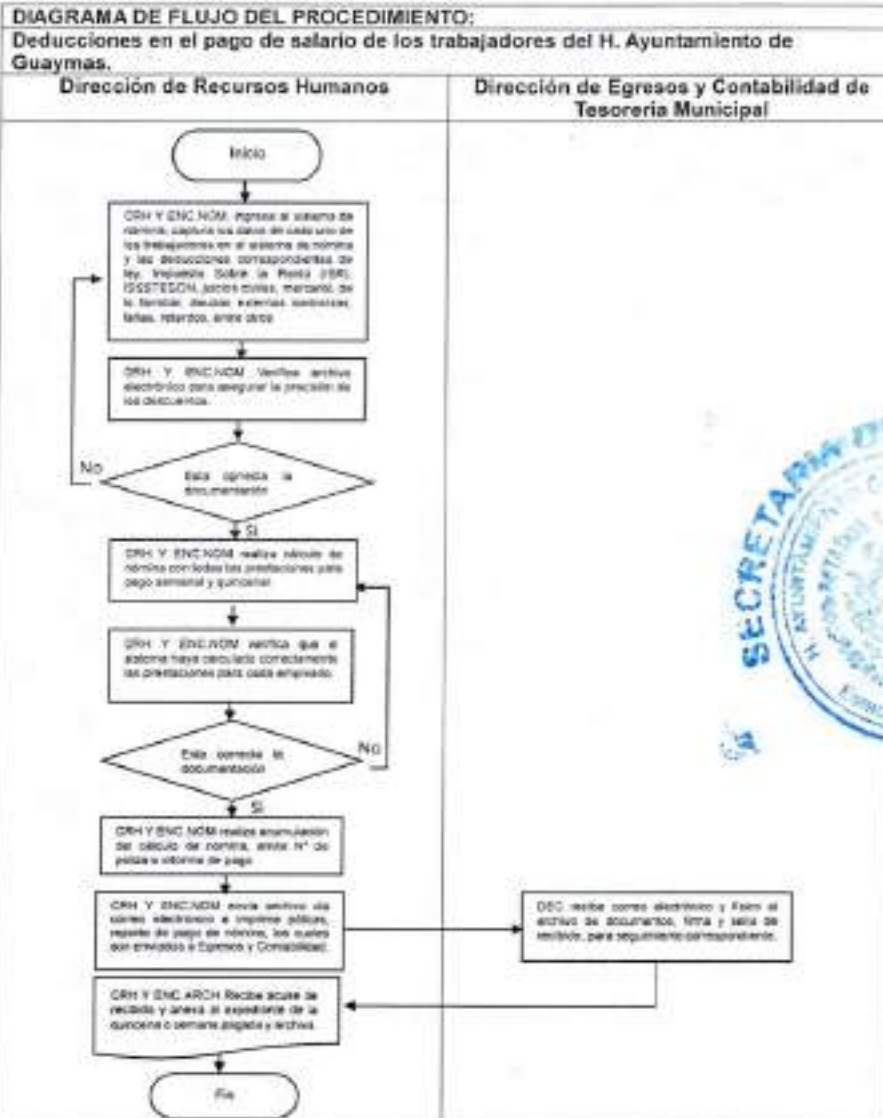 DIAGRAMA DE FLUJO DEL PROCEDIMIENTO:
Deducciones en el pago de salario de los trabajadores del H. Ayuntamiento de
Guaymas.
Dirección de Recursos Humanos
Dirección de Egresos y Contabilidad de
Tesorería Municipal
Inicio
DRH Y ENC.NOM. ingresa al sistema de
nómina, captura los datos de cada uno de
los trabajadores en el sistema de nómina
y las deducciones correspondientes de
ley, Impuesto Sobre la Renta (ISR),
ISSSTESON, juicios civiles, mercantil, de
lo familiar, deudas externas contraídas,
faltas, retardos, entre otros
DRH Y ENC.NOM Verifica archivo
electrónico para asegurar la precisión de
los descuentos.
No
Esta correcta la
documentación
Si
DRH Y ENC.NOM realiza cálculo de
nómina con todas las prestaciones para
pago semanal y quincenal
DRH Y ENC.NOM verifica que el
sistema haya calculado correctamente
las prestaciones para cada empleado.
Esta correcta la
documentación
No
Si
DRH Y ENC.NOM realiza acumulación
del cálculo de nómina, emite N° de
póliza e informe de pago
DRH Y ENC.NOM envía archivo vía
correo electrónico e imprime pólizas,
reporte de pago de nómina, los cuales
son enviados a Egresos y Contabilidad.
DEC recibe correo electrónico y físico el
archivo de documentos, firma y sella de
recibido, para seguimiento correspondiente.
DRH Y ENC.ARCH Recibe acuse de
recibido y anexa al expediente de la
quincena o semana pagada y archiva.
Fin
SECRETARIA
H. AYUNTAMIENTO